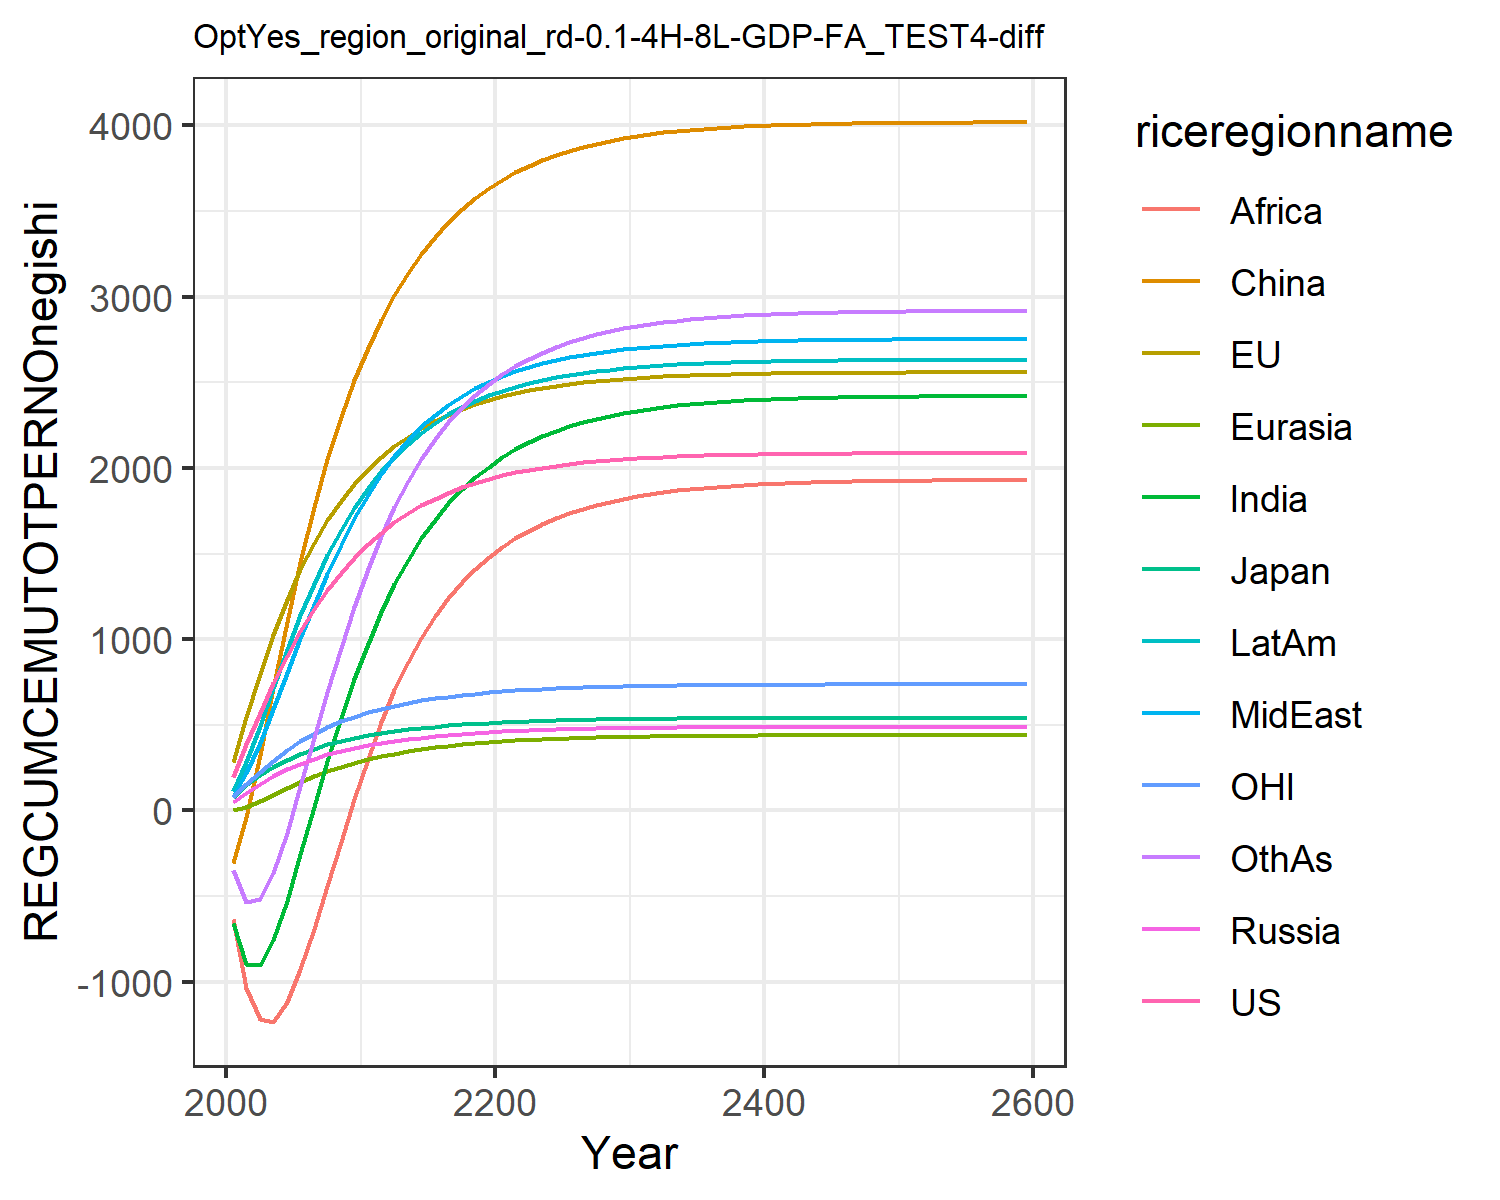 OptYes_region_original_rd-0.1-4H-8L-GDP-FA_TEST4-diff
REGCUMCEMUTOTPERNOnegishi
4000
3000
2000
1000
0
-1000
2000
2200
2400
2600
Year
riceregionname
Africa
China
EU
Eurasia
India
Japan
LatAm
MidEast
OHI
OthAs
Russia
US